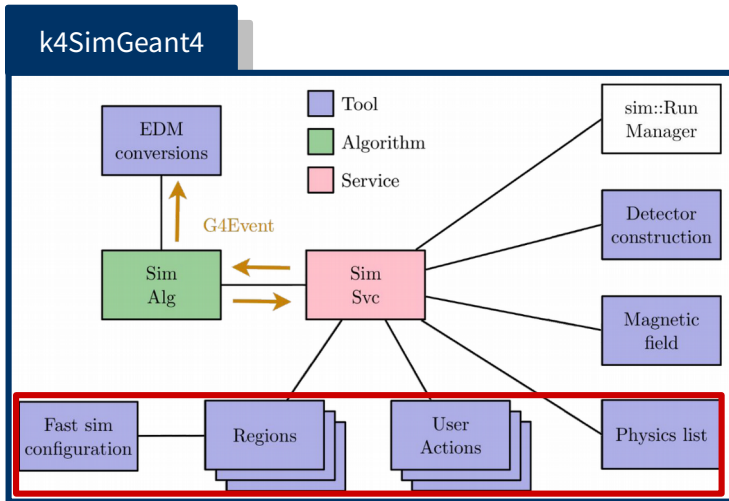 k4SimGeant4
EDM
conversions
Tool
Algorithm
Service
sim::Run
Manager
G4Event
Detector
construction
Sim
Alg
Sim
Svc
Magnetic
field
Fast sim
configuration
Regions
User
Actions
Physics list